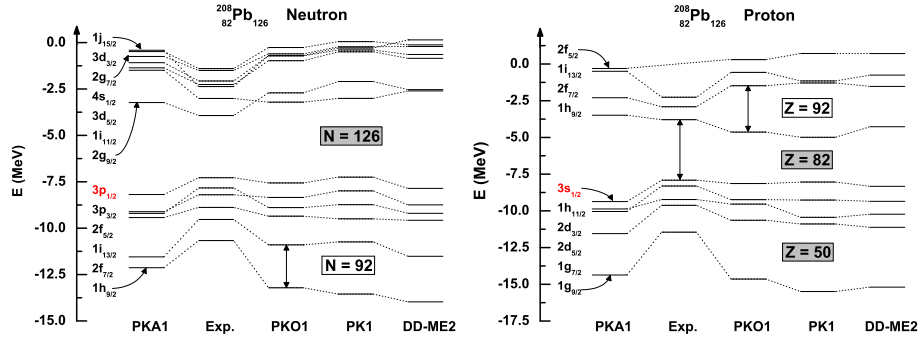 ²⁰⁸₈₂Pb₁₂₆ Neutron
E (MeV)
0.0
-2.5
-5.0
-7.5
-10.0
-12.5
-15.0
1j₁₅/₂
3d₃/₂
2g₇/₂
4s₁/₂
3d₅/₂
1i₁₁/₂
2g₉/₂
3p₁/₂
3p₃/₂
2f₅/₂
1i₁₃/₂
2f₇/₂
1h₉/₂
N = 126
N = 92
PKA1 Exp. PKO1 PK1 DD-ME2
²⁰⁸₈₂Pb₁₂₆ Proton
E (MeV)
0.0
-2.5
-5.0
-7.5
-10.0
-12.5
-15.0
-17.5
2f₅/₂
1i₁₃/₂
2f₇/₂
1h₉/₂
3s₁/₂
1h₁₁/₂
2d₃/₂
2d₅/₂
1g₇/₂
1g₉/₂
Z = 92
Z = 82
Z = 50
PKA1 Exp. PKO1 PK1 DD-ME2